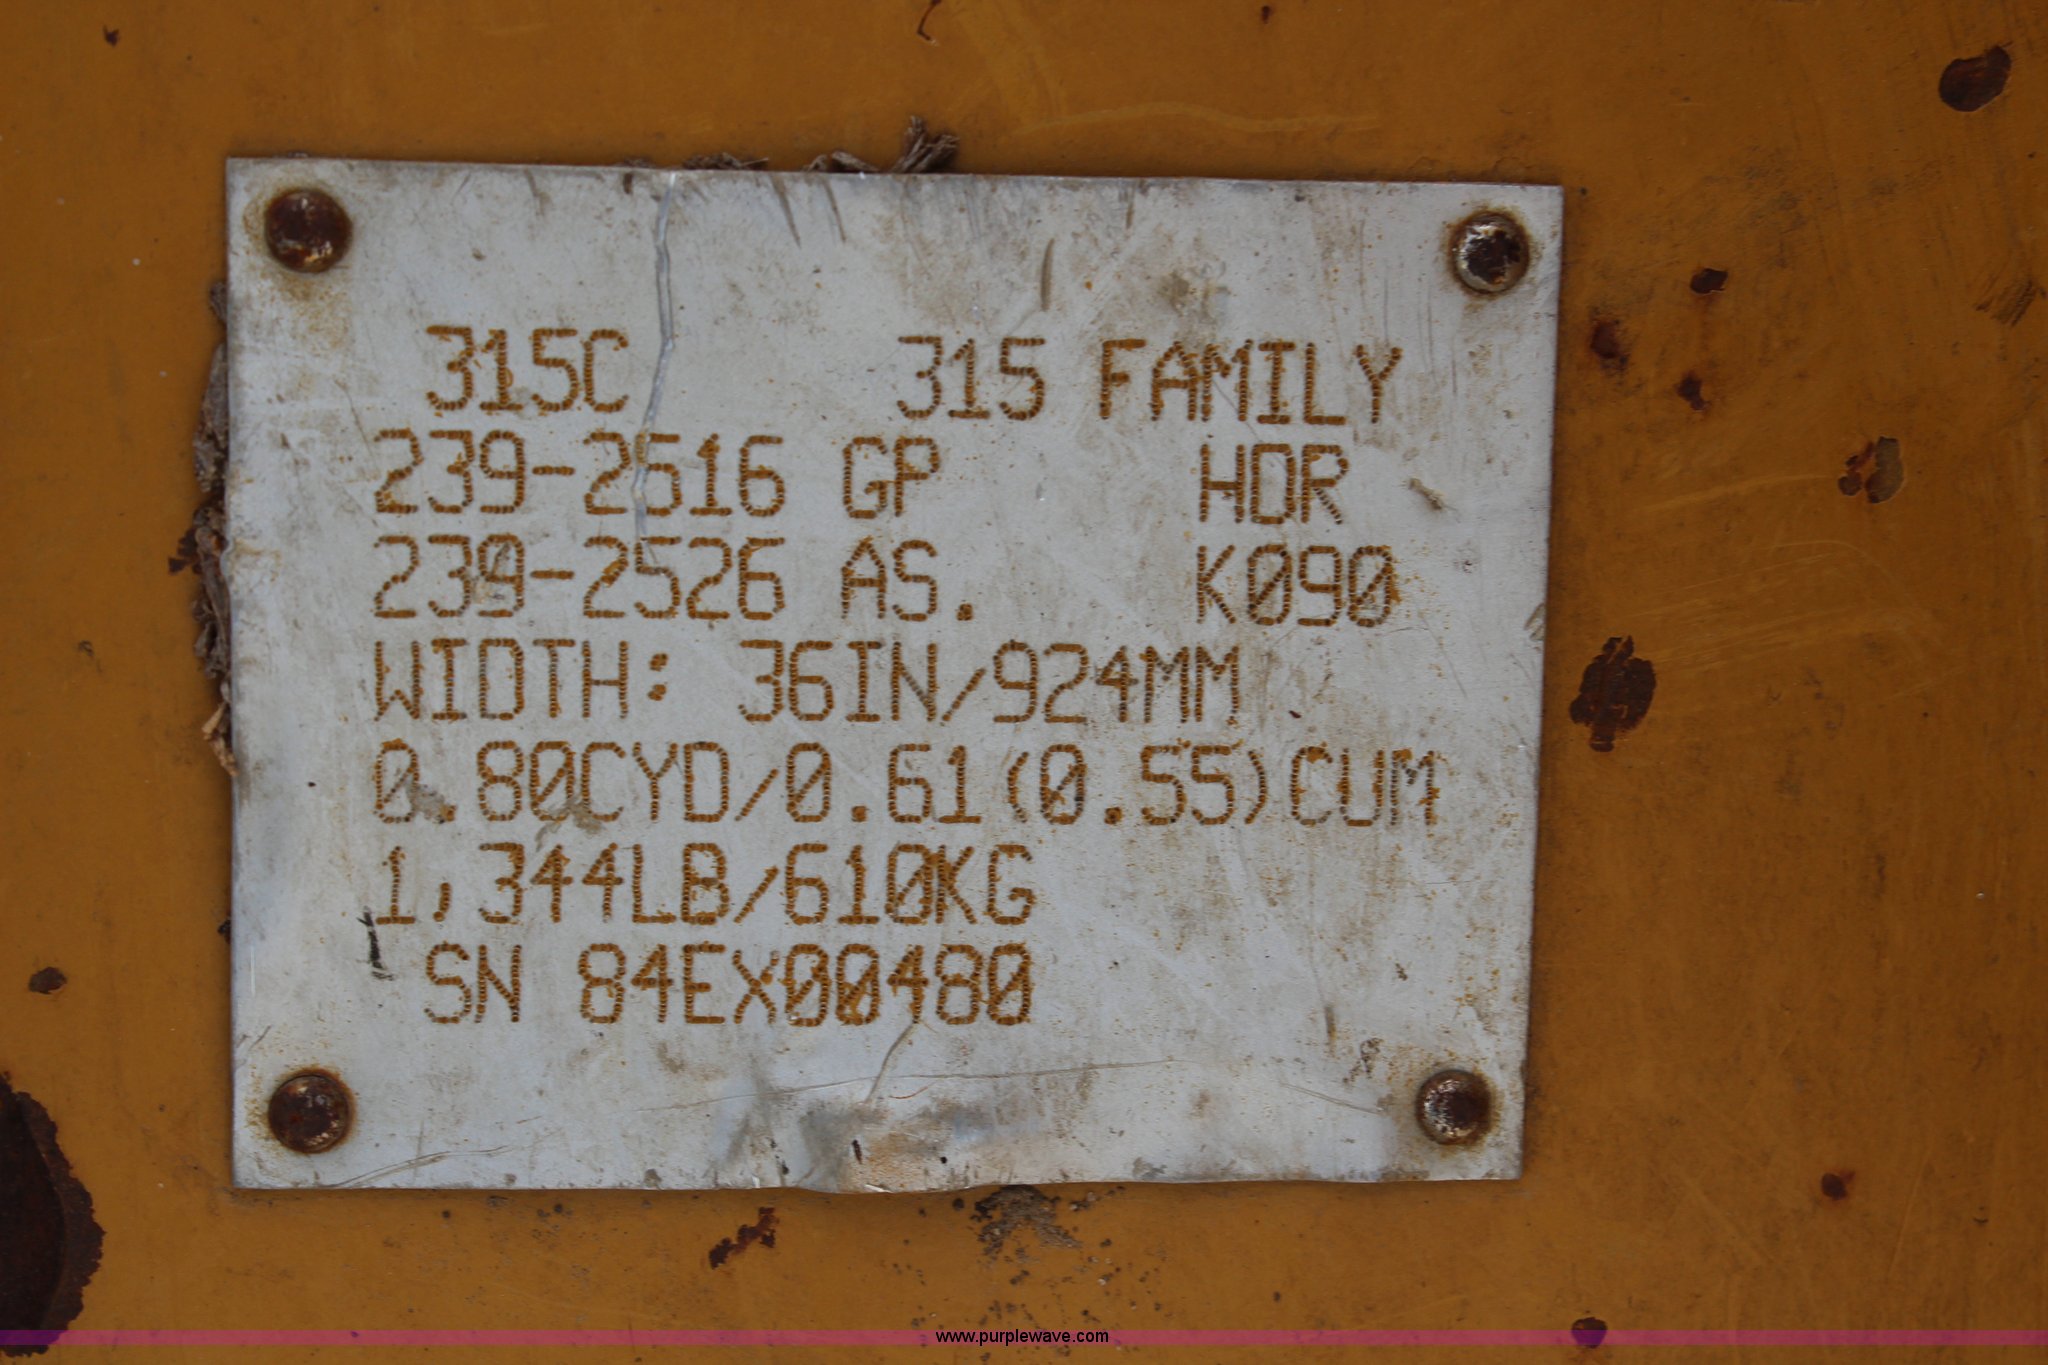 315C 315 FAMILY
239-2516 GP HDR
239-2526 AS. K090
WIDTH: 36IN/924MM
0.80CYD/0.61(0.55)CUM
1,344LB/610KG
SN 84EX00480
www.purplewave.com